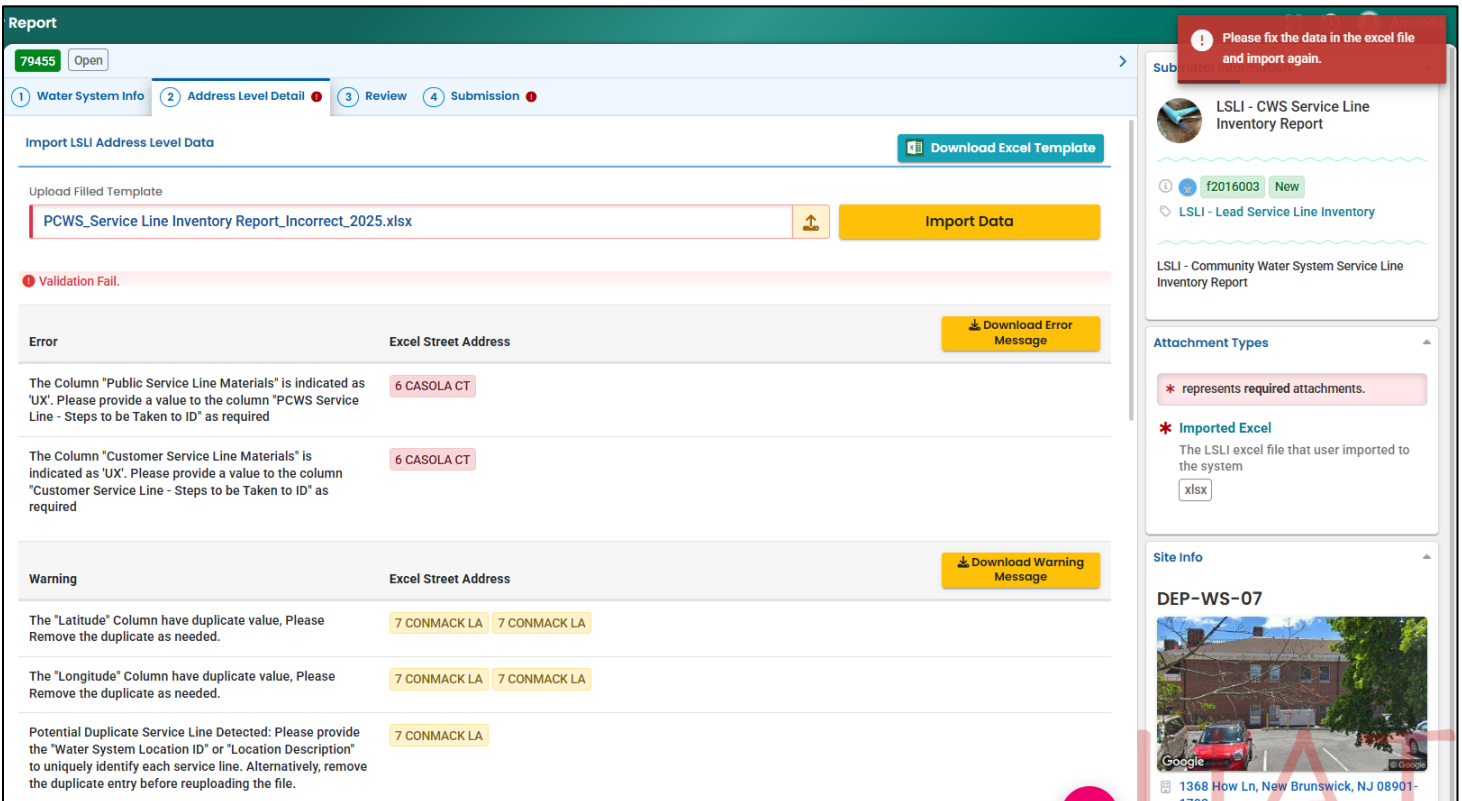 Report
Please fix the data in the excel file
and import again.
79455 Open
1 Water System Info 2 Address Level Detail 3 Review 4 Submission
Import LSLI Address Level Data
Download Excel Template
Upload Filled Template
PCWS_Service Line Inventory Report_Incorrect_2025.xlsx
Import Data
Validation Fail.
Error
Excel Street Address
Download Error
Message
The Column "Public Service Line Materials" is indicated as
'UX'. Please provide a value to the column "PCWS Service
Line - Steps to be Taken to ID" as required
6 CASOLA CT
The Column "Customer Service Line Materials" is
indicated as 'UX'. Please provide a value to the column
"Customer Service Line - Steps to be Taken to ID" as
required
6 CASOLA CT
Warning
Excel Street Address
Download Warning
Message
The "Latitude" Column have duplicate value, Please
Remove the duplicate as needed.
7 CONMACK LA 7 CONMACK LA
The "Longitude" Column have duplicate value, Please
Remove the duplicate as needed.
7 CONMACK LA 7 CONMACK LA
Potential Duplicate Service Line Detected: Please provide
the "Water System Location ID" or "Location Description"
to uniquely identify each service line. Alternatively, remove
the duplicate entry before reuploading the file.
7 CONMACK LA
LSLI - CWS Service Line
Inventory Report
f2016003 New
LSLI - Lead Service Line Inventory
LSLI - Community Water System Service Line
Inventory Report
Attachment Types
* represents required attachments.
* Imported Excel
The LSLI excel file that user imported to
the system
xlsx
Site Info
DEP-WS-07
Google
© Google
1368 How Ln, New Brunswick, NJ 08901-